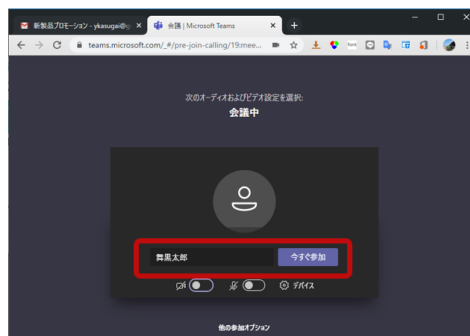 新製品プロモーション - ykasugai@g
会議 | Microsoft Teams
teams.microsoft.com/_#/pre-join-calling/19:mee...
次のオーディオおよびビデオ設定を選択:
会議中
舞黒太郎
今すぐ参加
デバイス
他の参加オプション